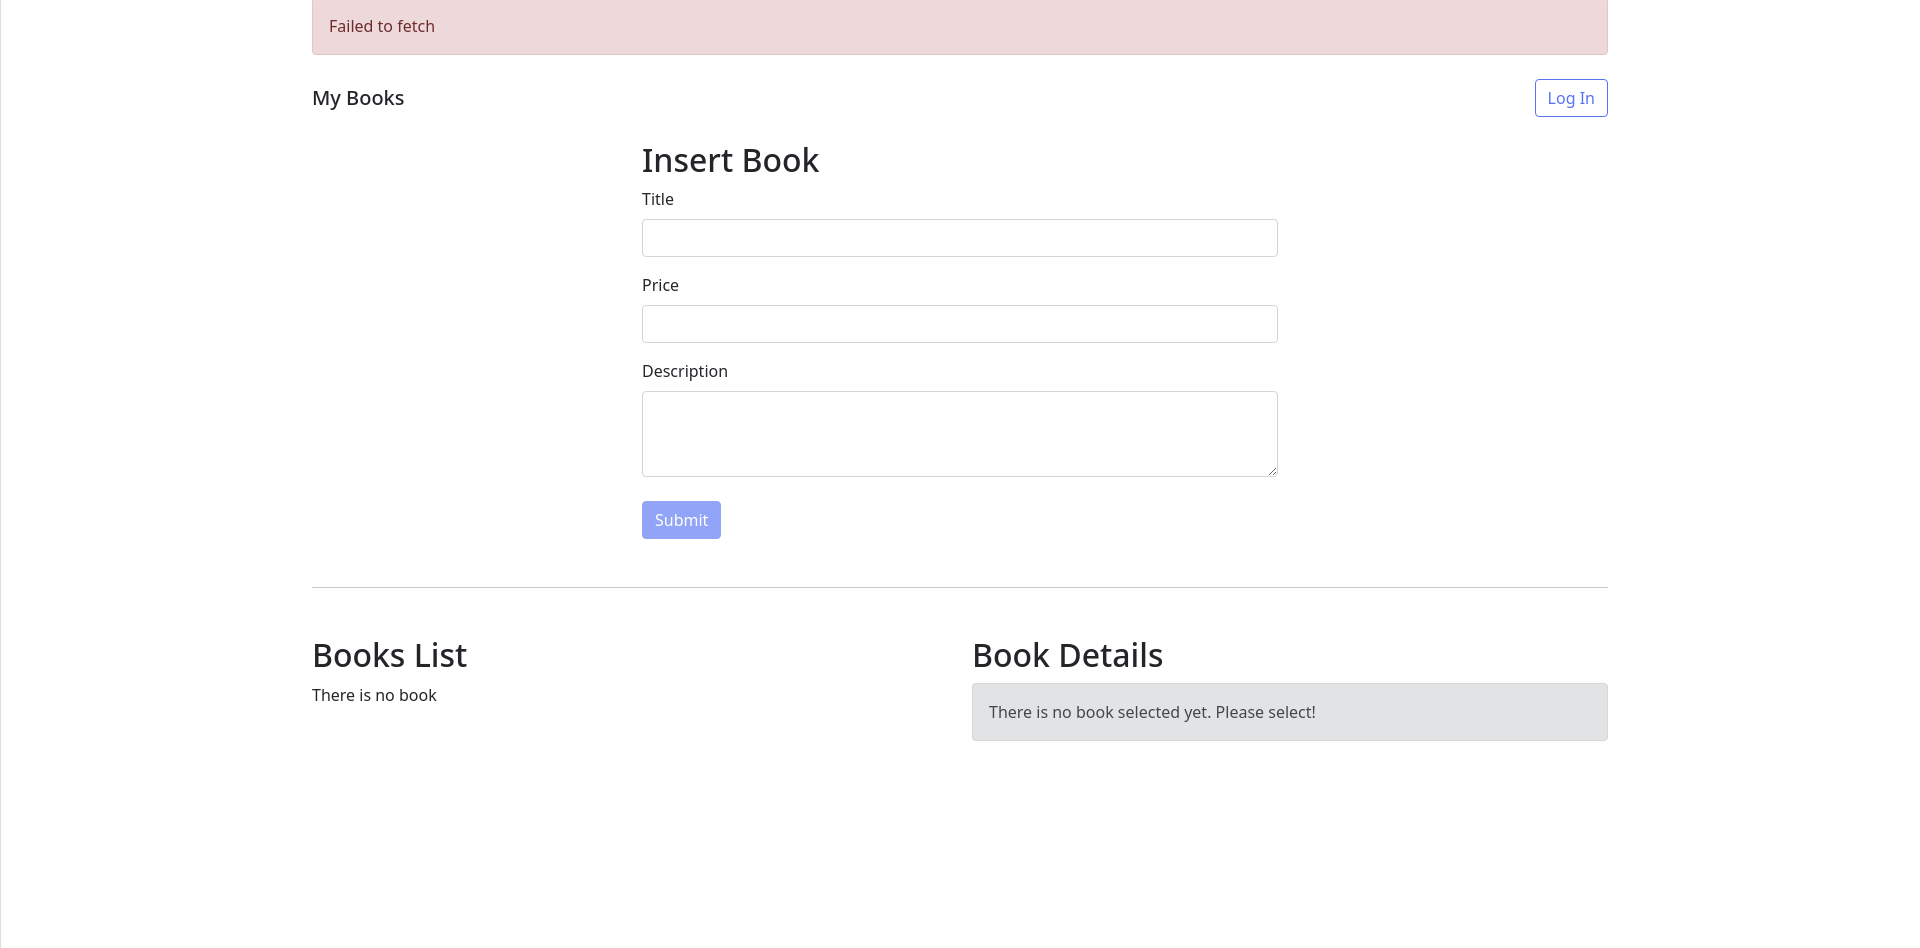 Failed to fetch
My Books
Log In
Insert Book
Title
Price
Description
Submit
Books List
There is no book
Book Details
There is no book selected yet. Please select!